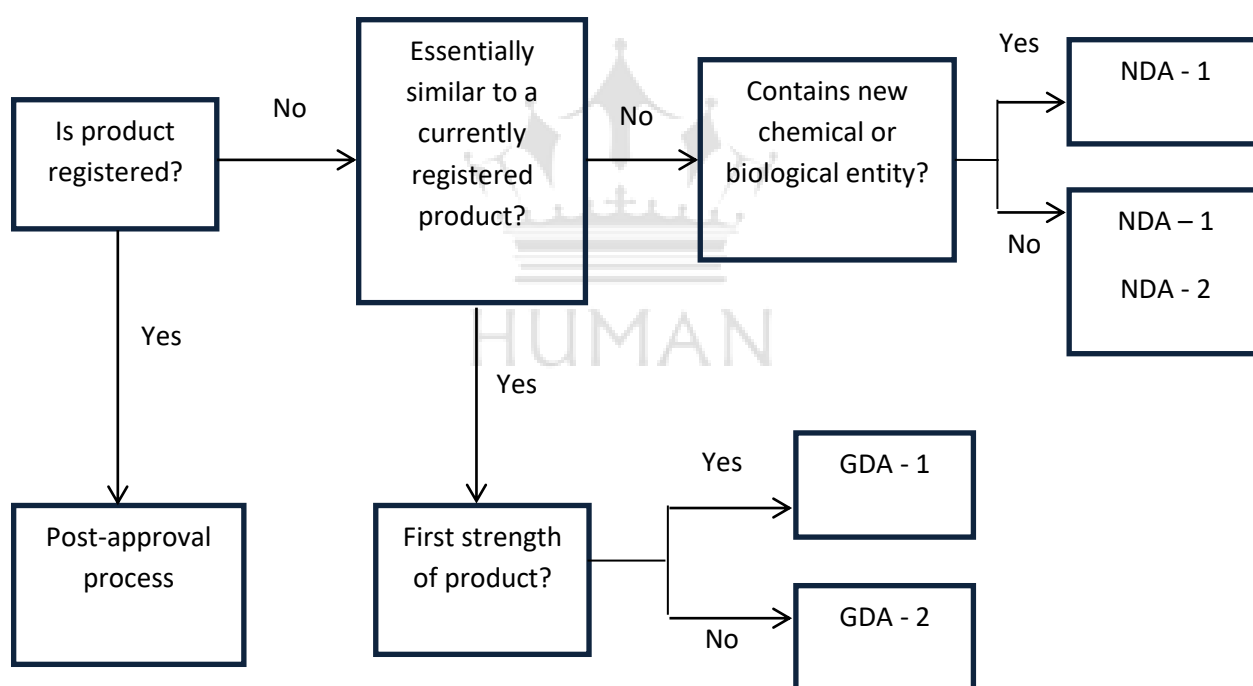 Is product
registered?
No
Essentially
similar to a
currently
registered
product?
No
Contains new
chemical or
biological entity?
Yes
NDA - 1
No
NDA – 1
NDA - 2
Yes
Yes
HUMAN
Post-approval
process
First strength
of product?
Yes
GDA - 1
No
GDA - 2